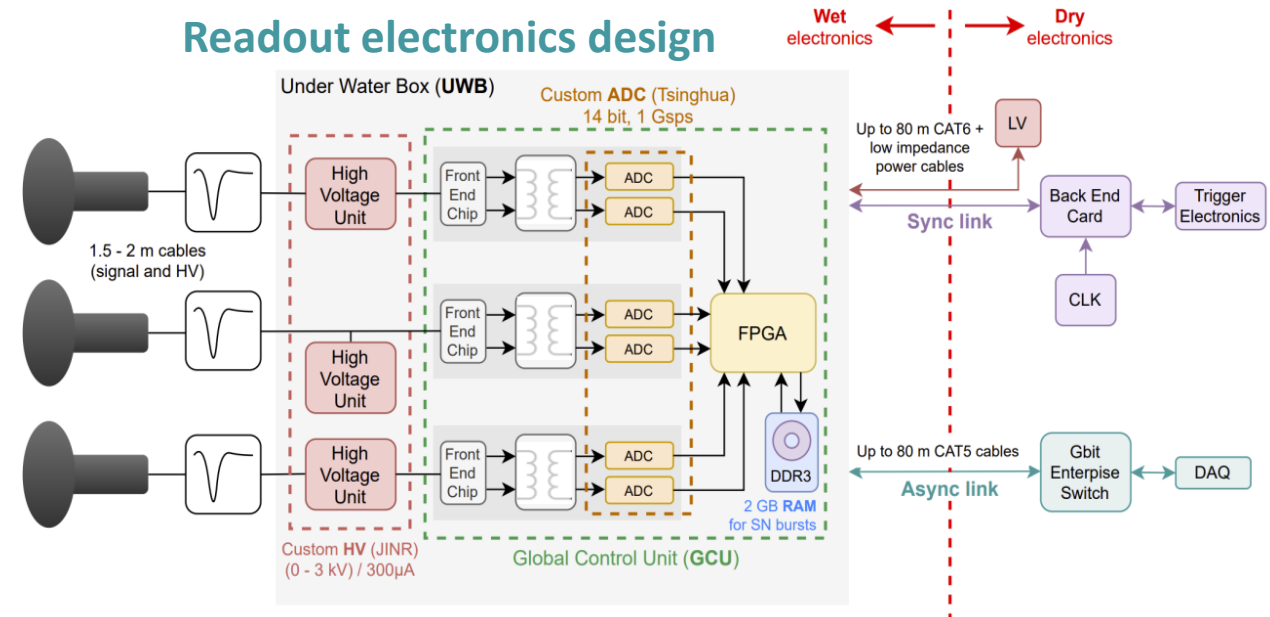 Readout electronics design
Wet
electronics
Dry
electronics
Under Water Box (UWB)
Custom ADC (Tsinghua)
14 bit, 1 Gsps
1.5 - 2 m cables
(signal and HV)
High
Voltage
Unit
Front
End
Chip
ADC
ADC
High
Voltage
Unit
Front
End
Chip
ADC
ADC
High
Voltage
Unit
Front
End
Chip
ADC
ADC
FPGA
DDR3
2 GB RAM
for SN bursts
Custom HV (JINR)
(0 - 3 kV) / 300µA
Global Control Unit (GCU)
Up to 80 m CAT6 +
low impedance
power cables
LV
Sync link
Back End
Card
Trigger
Electronics
CLK
Up to 80 m CAT5 cables
Async link
Gbit
Enterpise
Switch
DAQ